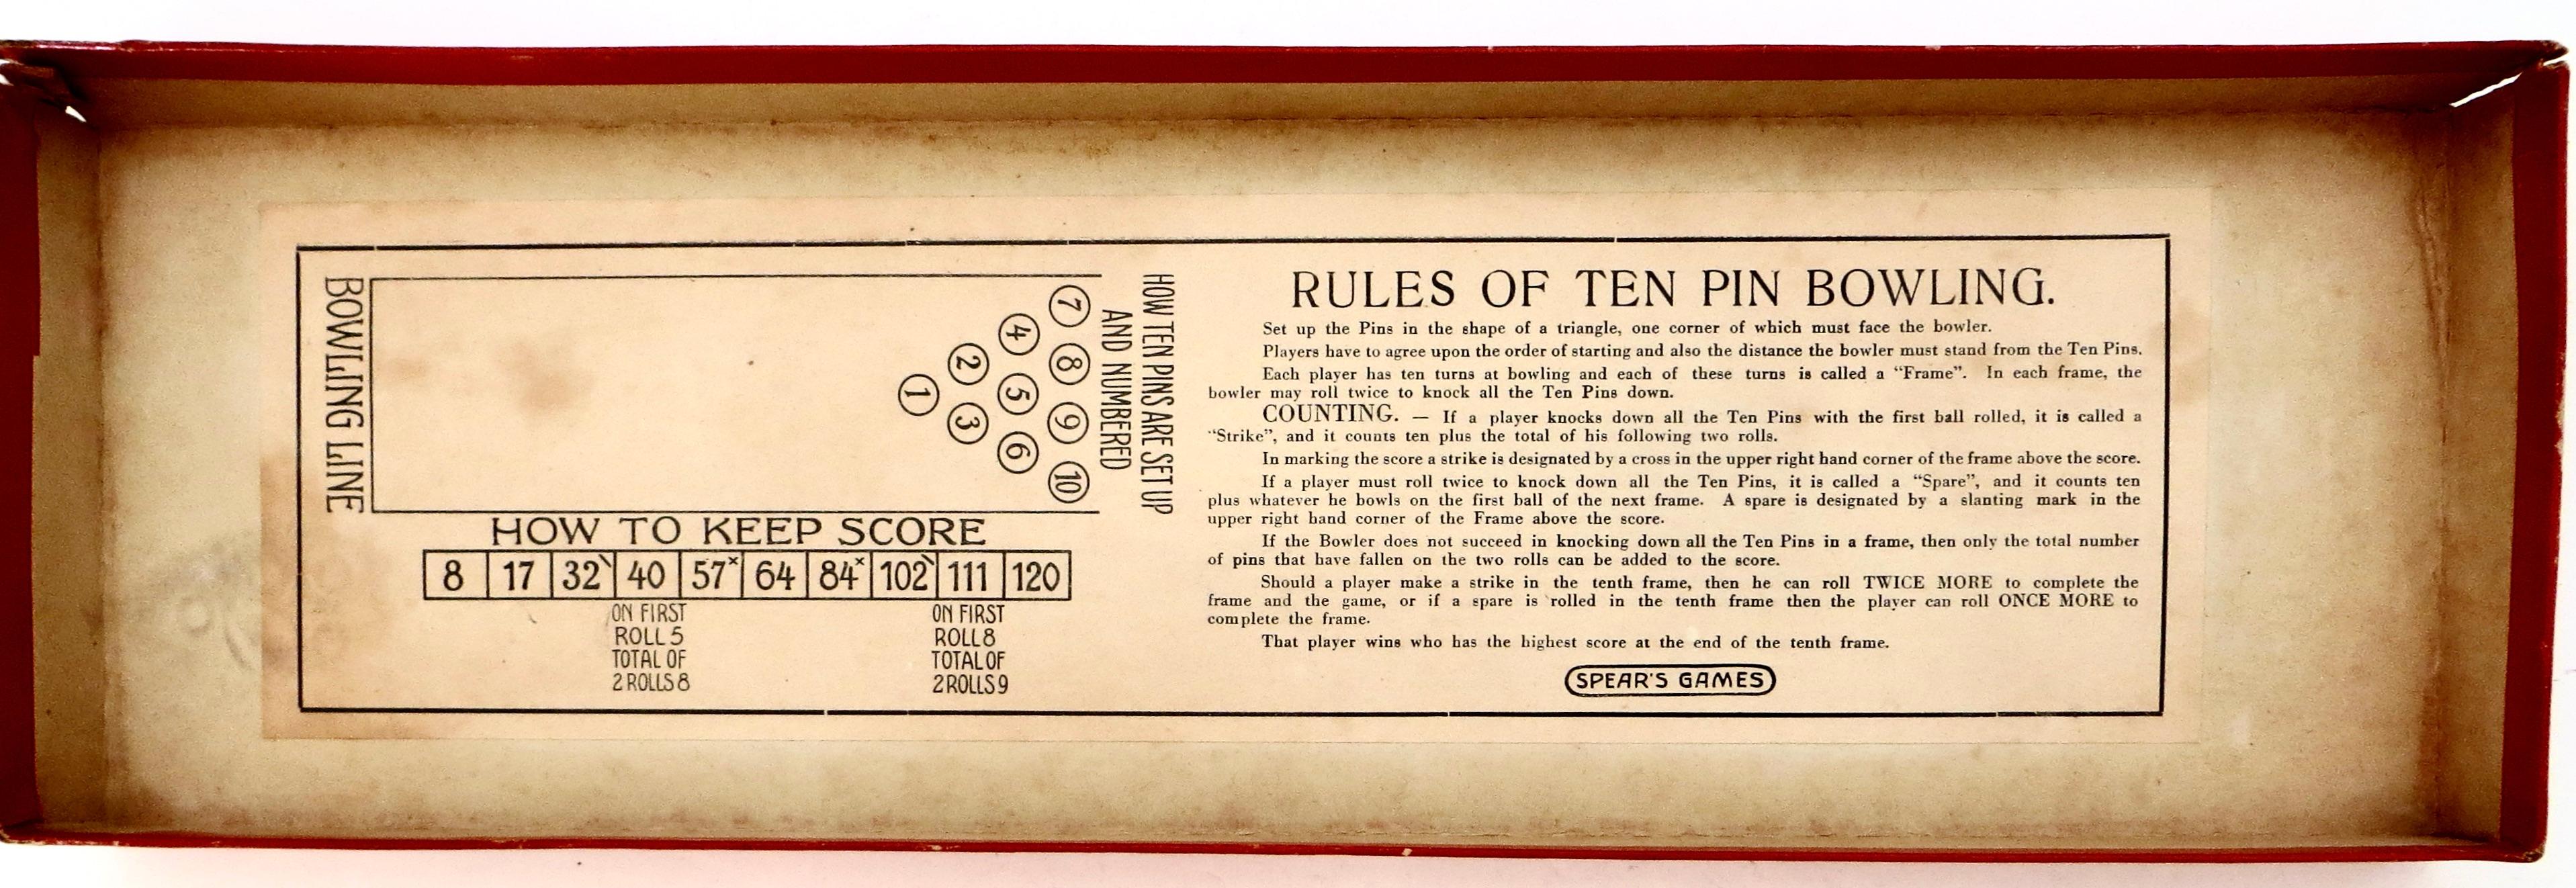 BOWLING LINE
7
4
8
2
5
1
9
3
6
10
HOW TEN PINS ARE SET UP
AND NUMBERED
HOW TO KEEP SCORE
8 17 32\ 40 57× 64 84× 102\ 111 120
ON FIRST
ROLL 5
TOTAL OF
2 ROLLS 8
ON FIRST
ROLL 8
TOTAL OF
2 ROLLS 9
RULES OF TEN PIN BOWLING.
Set up the Pins in the shape of a triangle, one corner of which must face the bowler.
Players have to agree upon the order of starting and also the distance the bowler must stand from the Ten Pins.
Each player has ten turns at bowling and each of these turns is called a “Frame”. In each frame, the
bowler may roll twice to knock all the Ten Pins down.
COUNTING. — If a player knocks down all the Ten Pins with the first ball rolled, it is called a
“Strike”, and it counts ten plus the total of his following two rolls.
In marking the score a strike is designated by a cross in the upper right hand corner of the frame above the score.
If a player must roll twice to knock down all the Ten Pins, it is called a “Spare”, and it counts ten
plus whatever he bowls on the first ball of the next frame. A spare is designated by a slanting mark in the
upper right hand corner of the Frame above the score.
If the Bowler does not succeed in knocking down all the Ten Pins in a frame, then only the total number
of pins that have fallen on the two rolls can be added to the score.
Should a player make a strike in the tenth frame, then he can roll TWICE MORE to complete the
frame and the game, or if a spare is rolled in the tenth frame then the player can roll ONCE MORE to
complete the frame.
That player wins who has the highest score at the end of the tenth frame.
SPEAR'S GAMES